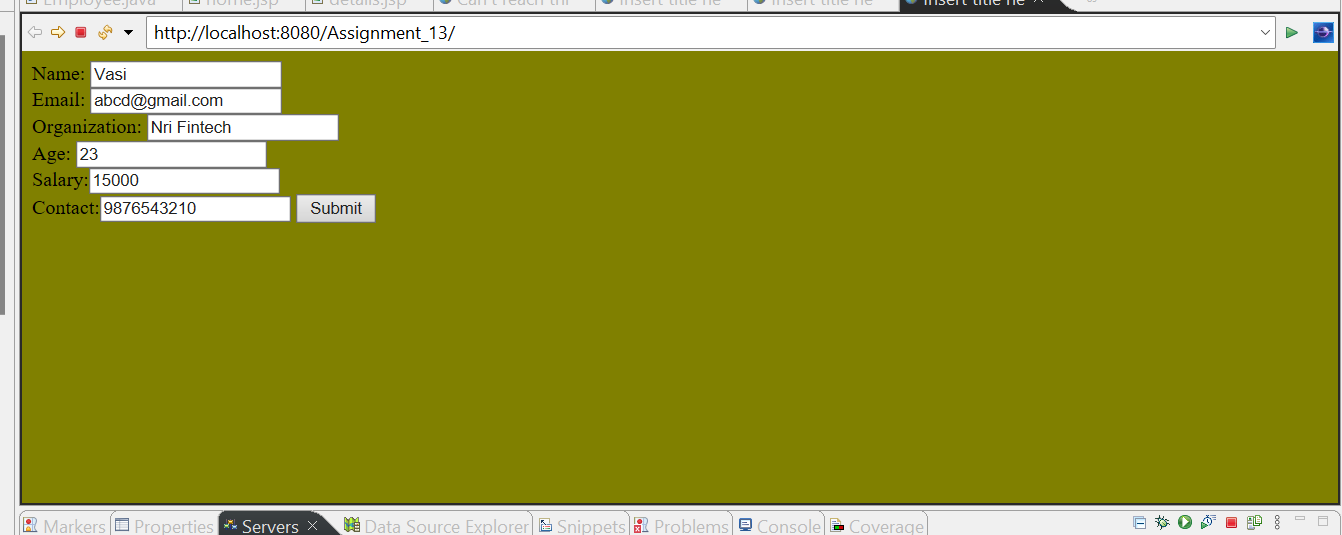 Employee.java home.jsp details.jsp Can't reach thi Insert title he Insert title he Insert title he
http://localhost:8080/Assignment_13/
Name: Vasi
Email: abcd@gmail.com
Organization: Nri Fintech
Age: 23
Salary: 15000
Contact: 9876543210 Submit
Markers Properties Servers Data Source Explorer Snippets Problems Console Coverage